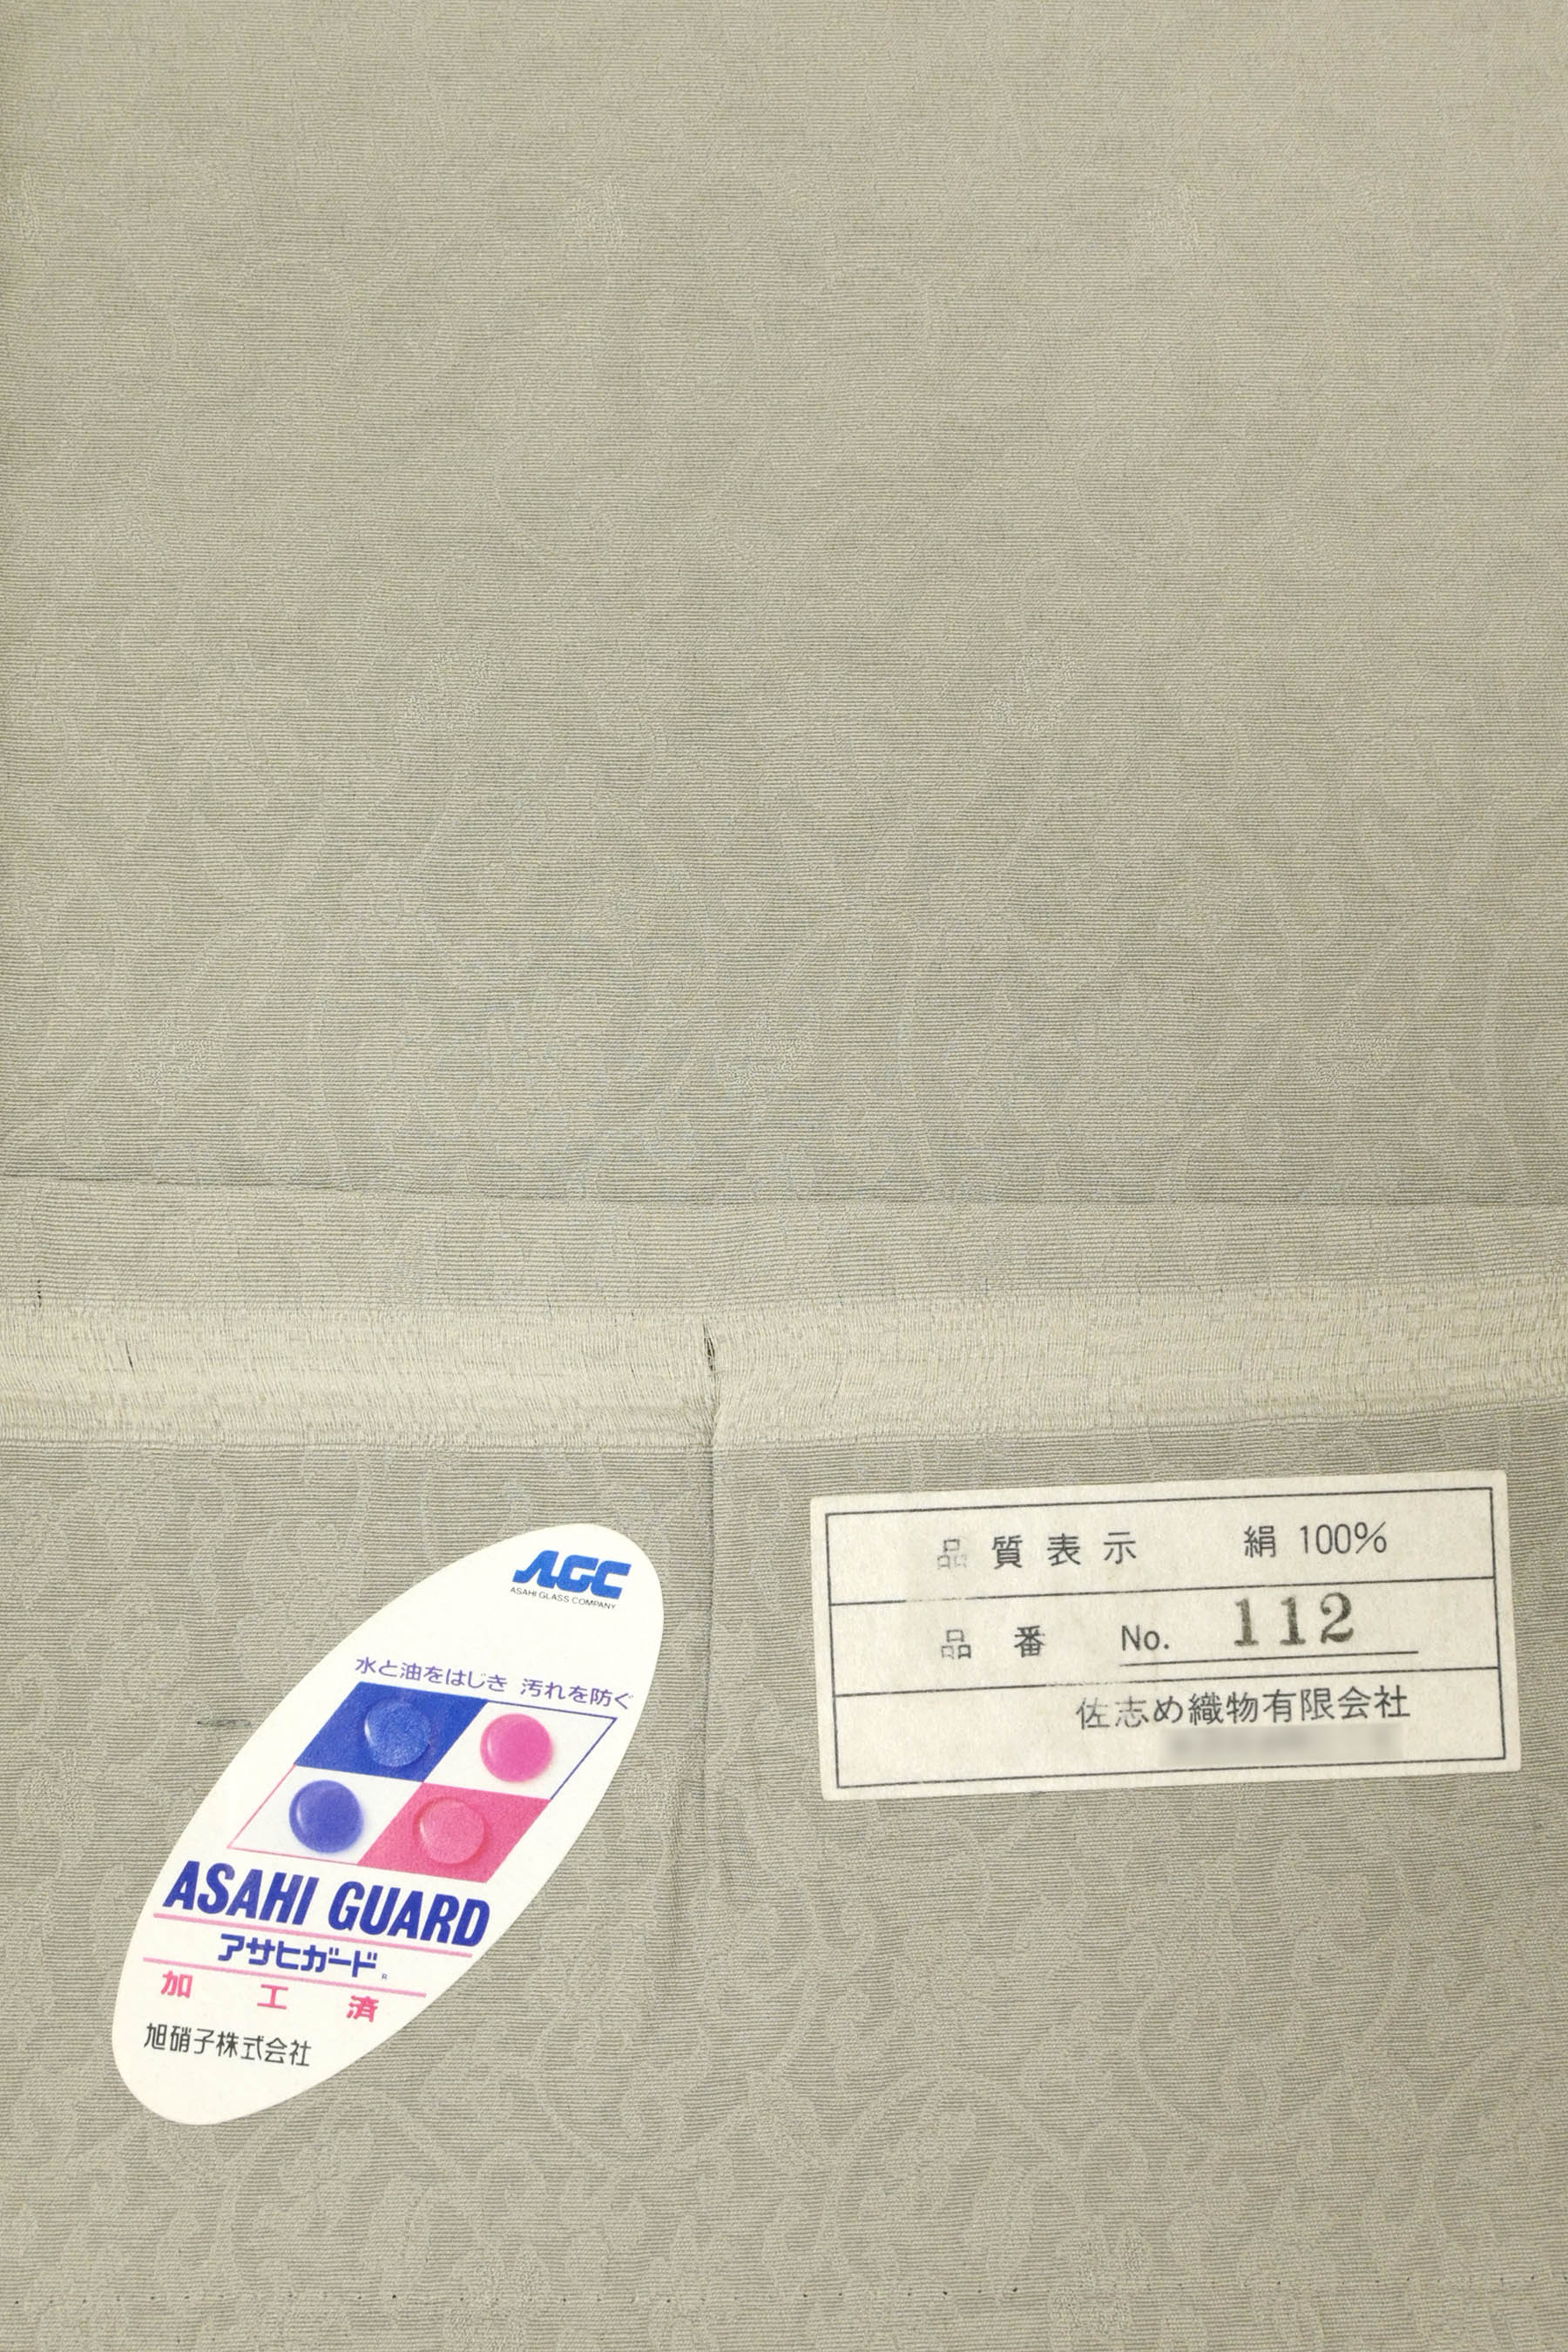 AGC
ASAHI GLASS COMPANY
水と油をはじき 汚れを防ぐ
ASAHI GUARD
アサヒガード®
加工済
旭硝子株式会社
品質表示 絹 100%
品番 No. 112
佐志め織物有限会社